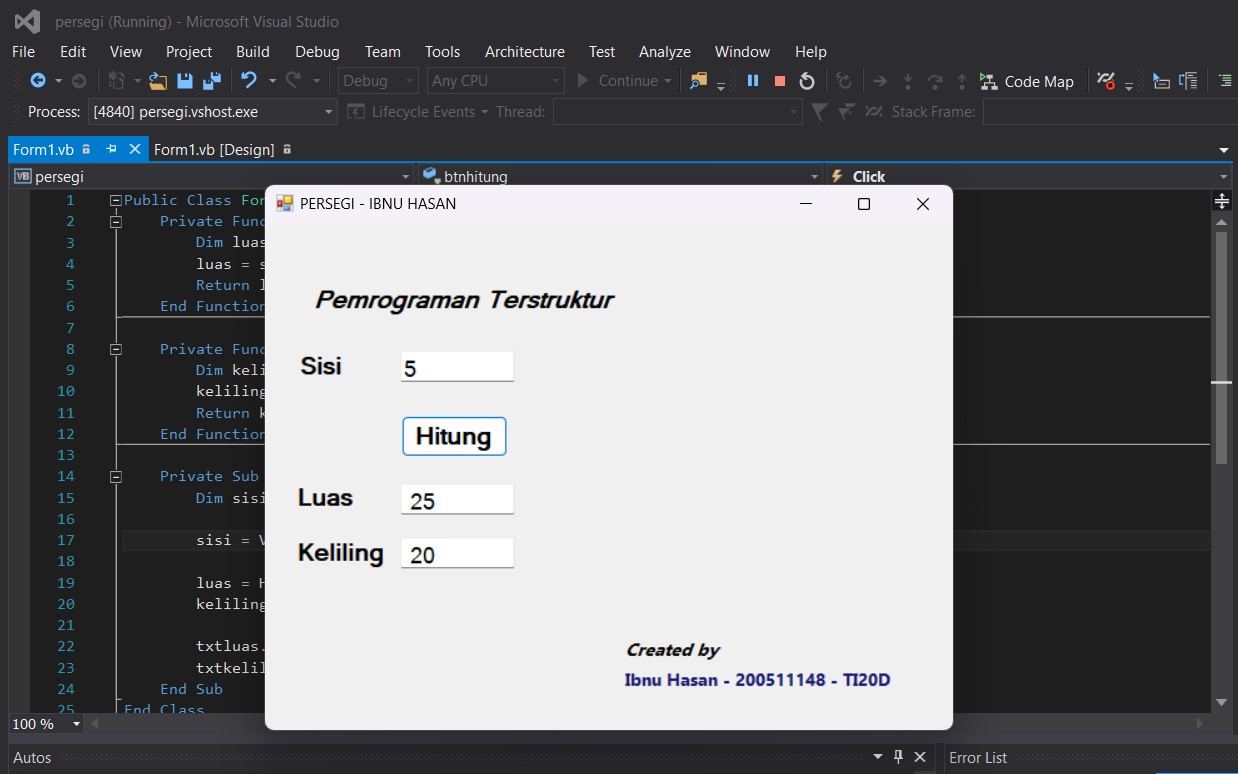 persegi (Running) - Microsoft Visual Studio
File Edit View Project Build Debug Team Tools Architecture Test Analyze Window Help
Debug Any CPU Continue Code Map
Process: [4840] persegi.vshost.exe Lifecycle Events Thread: Stack Frame:
Form1.vb Form1.vb [Design]
VB persegi btnhitung Click
PERSEGI - IBNU HASAN
Pemrograman Terstruktur
Sisi 5
Hitung
Luas 25
Keliling 20
Created by
Ibnu Hasan - 200511148 - TI20D
1 Public Class For
2 Private Func
3 Dim luas
4 luas = s
5 Return l
6 End Function
7
8 Private Func
9 Dim keli
10 keliling
11 Return k
12 End Function
13
14 Private Sub
15 Dim sisi
16
17 sisi = V
18
19 luas = H
20 keliling
21
22 txtluas.
23 txtkelil
24 End Sub
25 End Class
100 %
Autos Error List